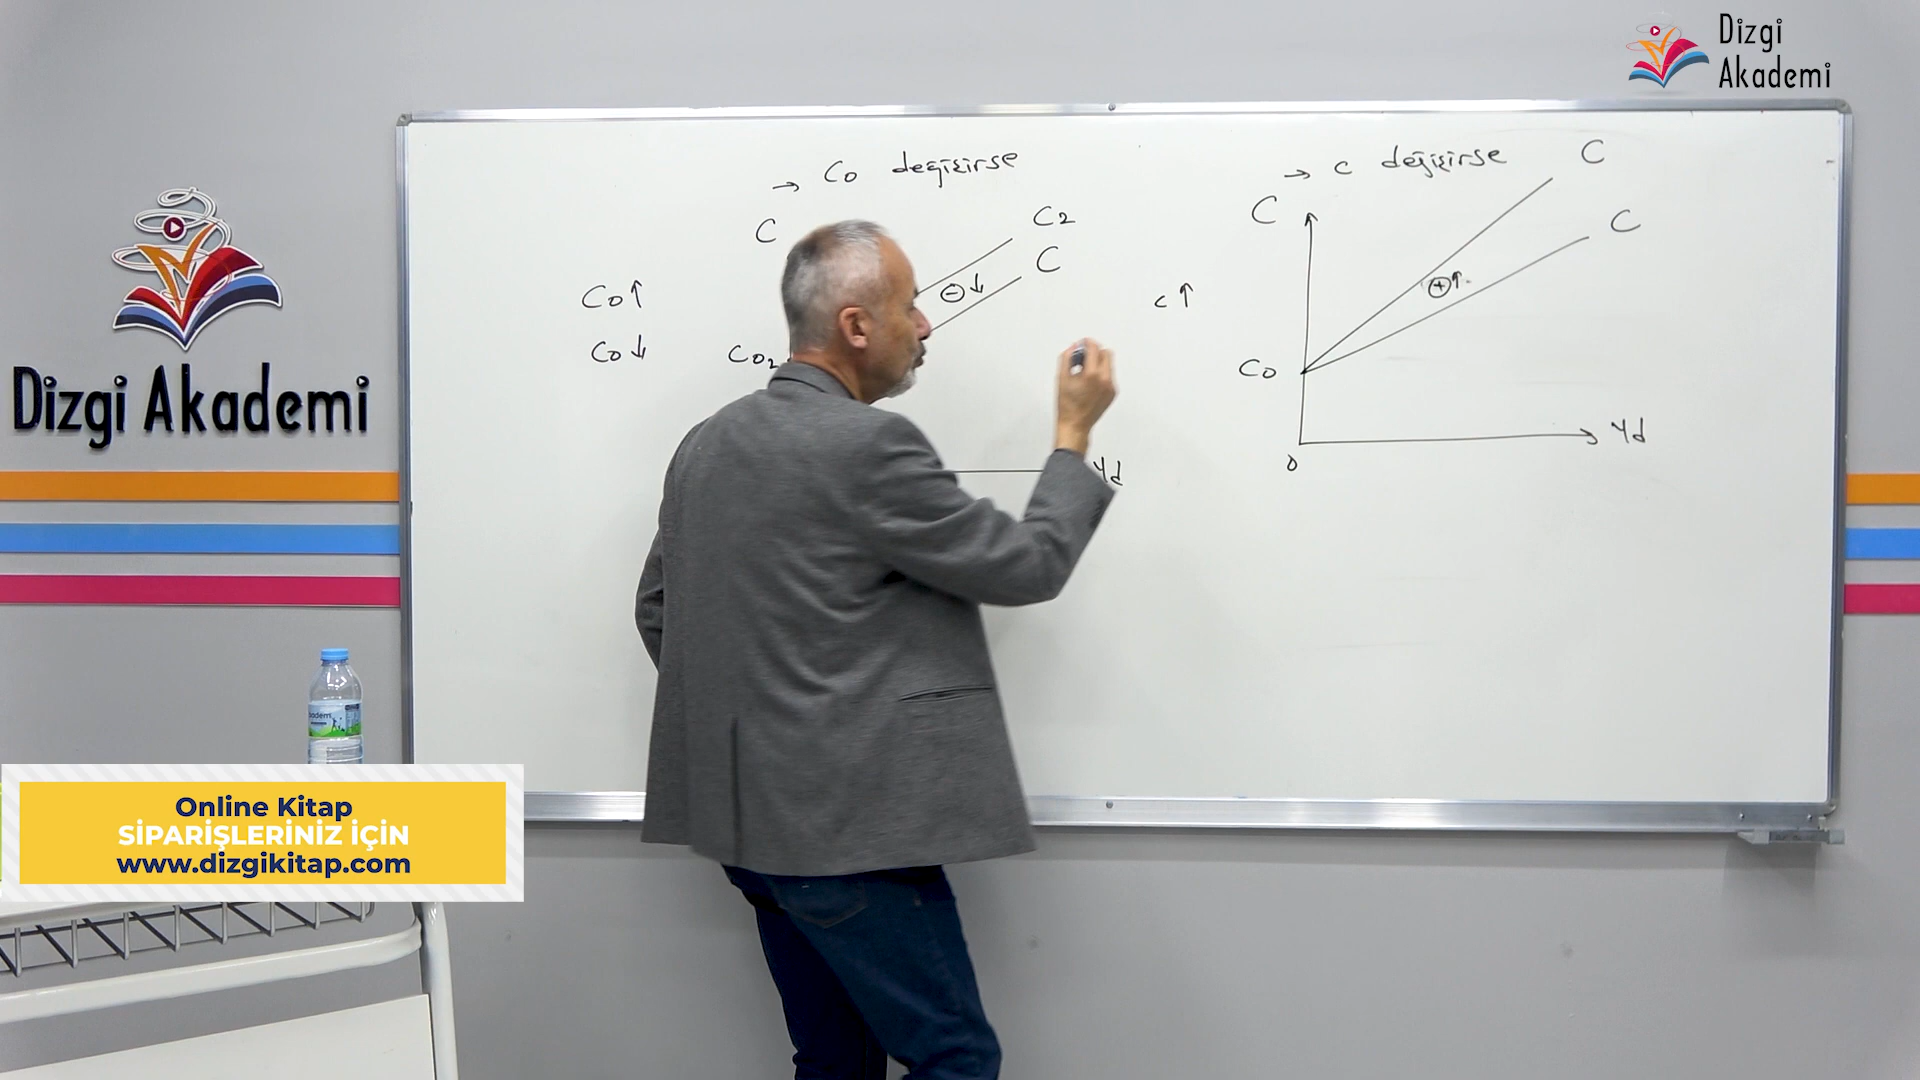 Dizgi
Akademi
→ Co değişirse
C
C2
C
⊖↓
Co↑
Co↓
Co2
Yd
→ c değişirse
C
C
C
⊕↑
c↑
Co
Yd
0
Dizgi Akademi
Online Kitap
SİPARİŞLERİNİZ İÇİN
www.dizgikitap.com